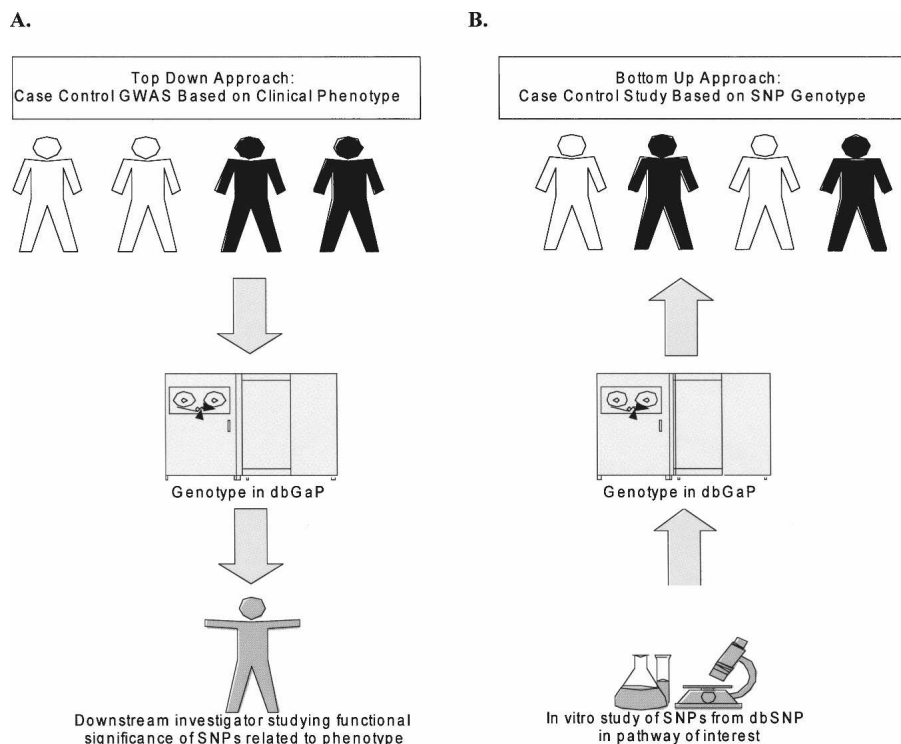 A.
Top Down Approach:
Case Control GWAS Based on Clinical Phenotype
Genotype in dbGaP
Downstream investigator studying functional
significance of SNPs related to phenotype
B.
Bottom Up Approach:
Case Control Study Based on SNP Genotype
Genotype in dbGaP
In vitro study of SNPs from dbSNP
in pathway of interest